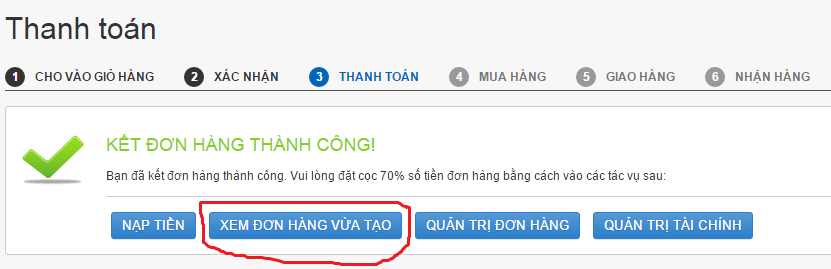 Thanh toán
1 CHO VÀO GIỎ HÀNG 2 XÁC NHẬN 3 THANH TOÁN 4 MUA HÀNG 5 GIAO HÀNG 6 NHẬN HÀNG
KẾT ĐƠN HÀNG THÀNH CÔNG!
Bạn đã kết đơn hàng thành công. Vui lòng đặt cọc 70% số tiền đơn hàng bằng cách vào các tác vụ sau:
NẠP TIỀN XEM ĐƠN HÀNG VỪA TẠO QUẢN TRỊ ĐƠN HÀNG QUẢN TRỊ TÀI CHÍNH